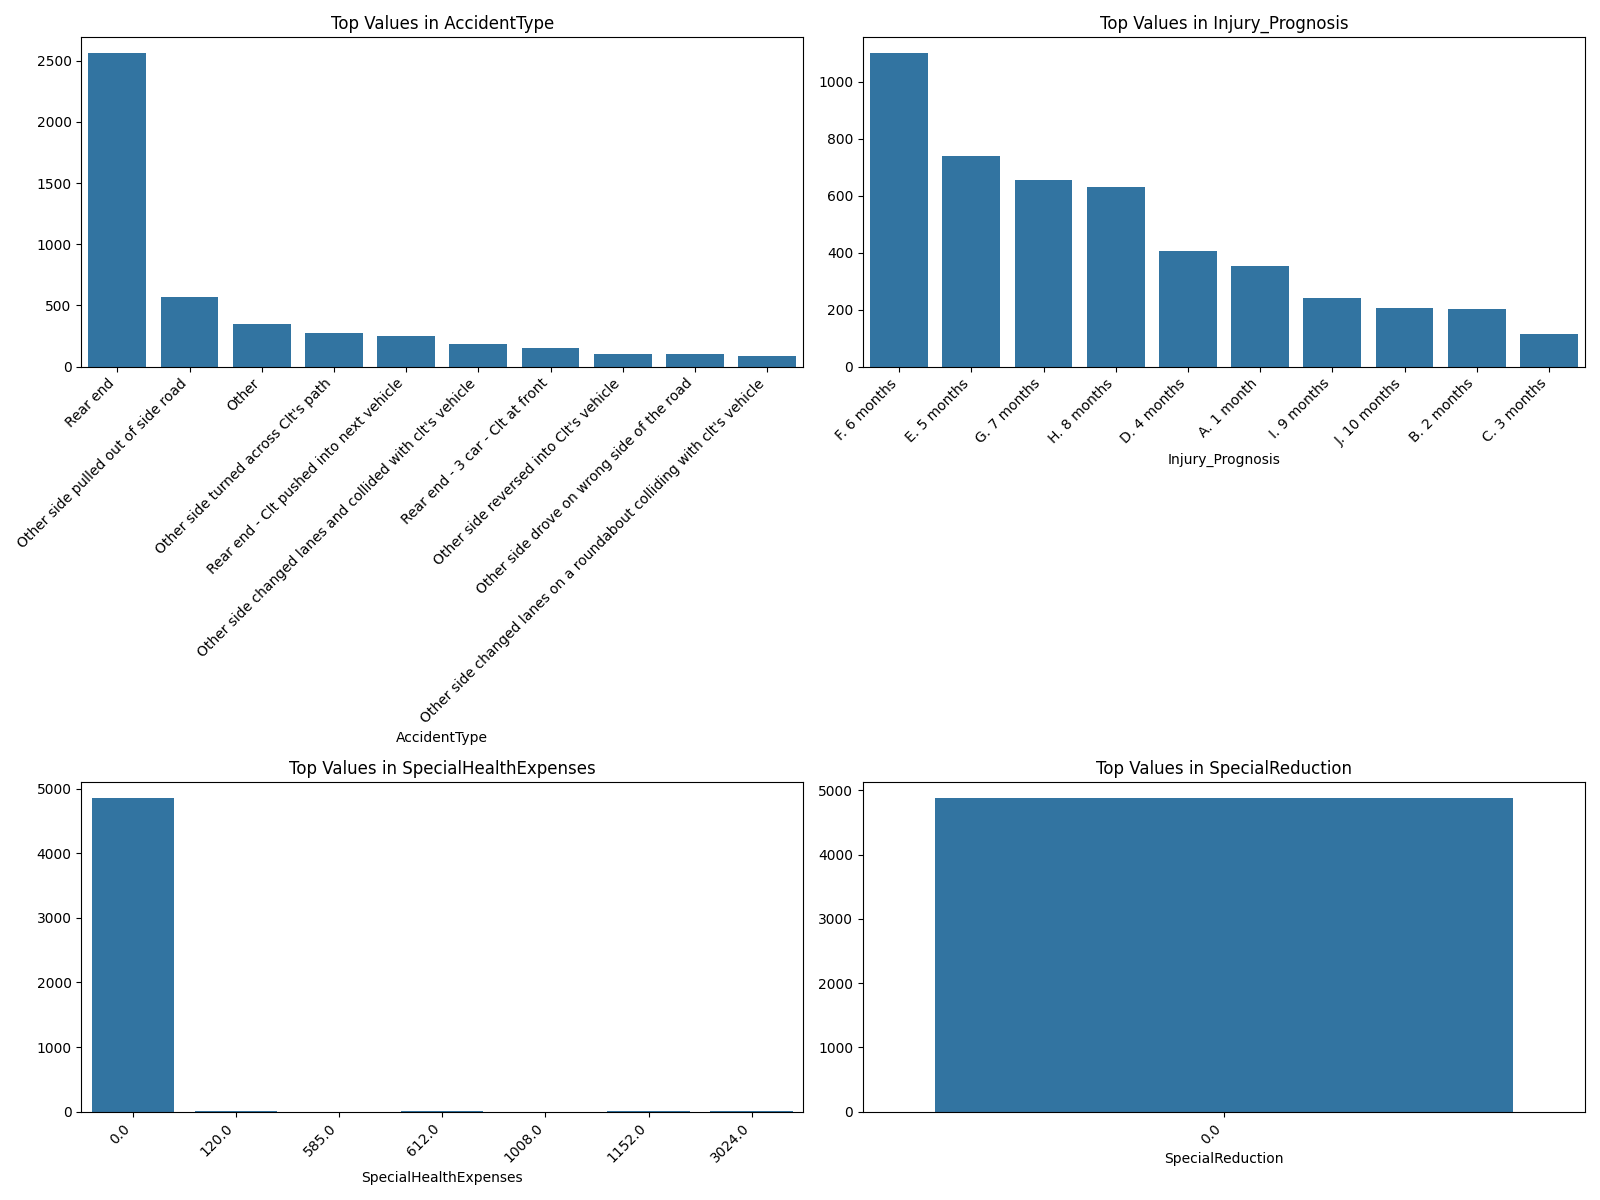 Top Values in AccidentType
2500
2000
1500
1000
500
0
Rear end
Other side pulled out of side road
Other
Other side turned across Clt's path
Rear end - Clt pushed into next vehicle
Other side changed lanes and collided with clt's vehicle
Rear end - 3 car - Clt at front
Other side reversed into Clt's vehicle
Other side drove on wrong side of the road
Other side changed lanes on a roundabout colliding with clt's vehicle
AccidentType
Top Values in Injury_Prognosis
1000
800
600
400
200
0
F. 6 months
E. 5 months
G. 7 months
H. 8 months
D. 4 months
A. 1 month
I. 9 months
J. 10 months
B. 2 months
C. 3 months
Injury_Prognosis
Top Values in SpecialHealthExpenses
5000
4000
3000
2000
1000
0
0.0
120.0
585.0
612.0
1008.0
1152.0
3024.0
SpecialHealthExpenses
Top Values in SpecialReduction
5000
4000
3000
2000
1000
0
0.0
SpecialReduction